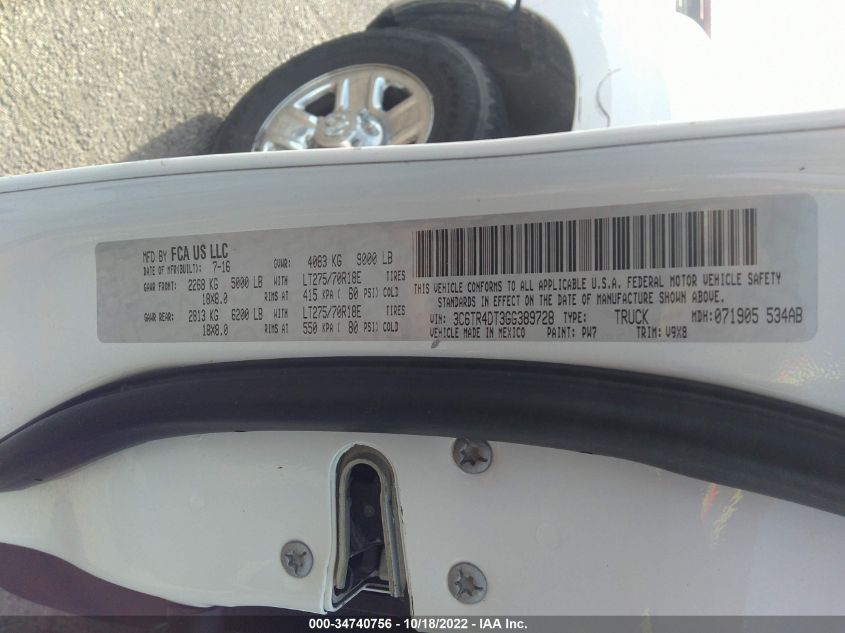 MFD BY FCA US LLC
DATE OF MFR(BUILT) 7-16 GVWR: 4083 KG 9000 LB
GAWR FRONT: 2268 KG 5000 LB WITH LT275/70R18E TIRES
18X8.0 RIMS AT 415 KPA ( 60 PSI) COLD
GAWR REAR: 2813 KG 6200 LB WITH LT275/70R18E TIRES
18X8.0 RIMS AT 550 KPA ( 80 PSI) COLD
THIS VEHICLE CONFORMS TO ALL APPLICABLE U.S.A. FEDERAL MOTOR VEHICLE SAFETY
STANDARDS IN EFFECT ON THE DATE OF MANUFACTURE SHOWN ABOVE.
VIN: 3C6TR4DT3GG389728 TYPE: TRUCK MDH: 071905 534AB
VEHICLE MADE IN MEXICO PAINT: PW7 TRIM: V9X8
000-34740756 - 10/18/2022 - IAA Inc.